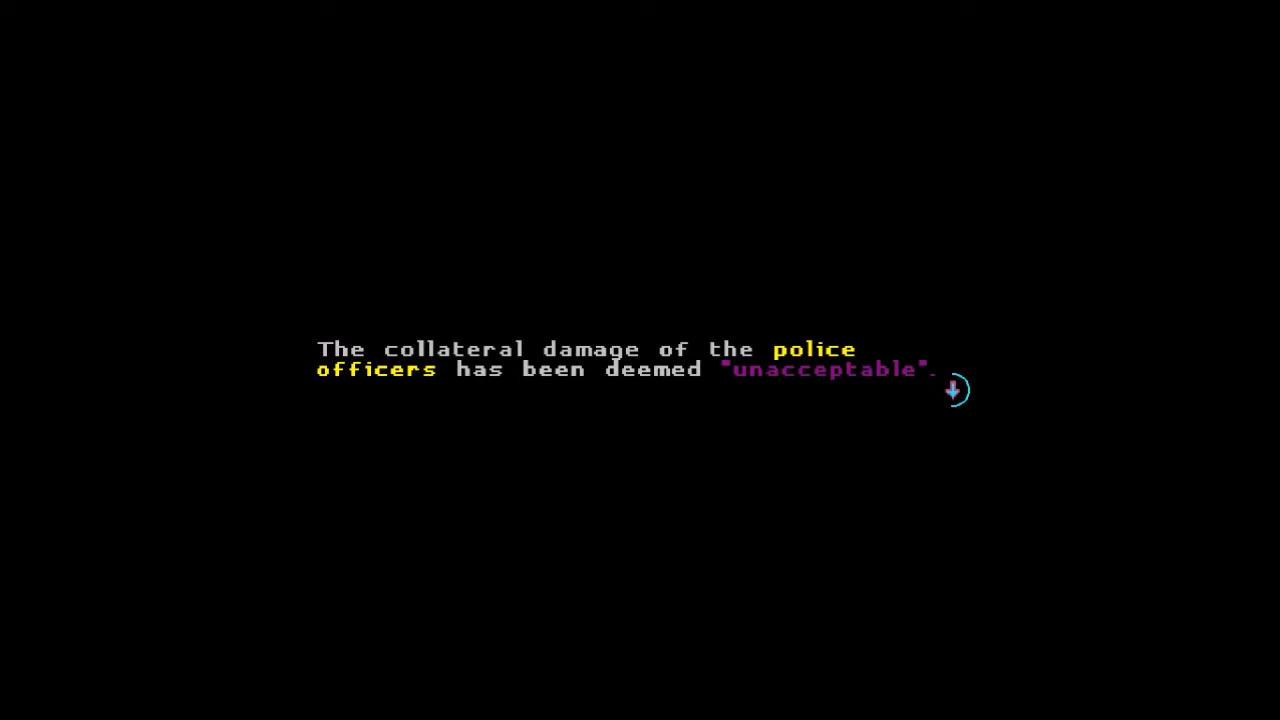 The collateral damage of the police
officers has been deemed "unacceptable".